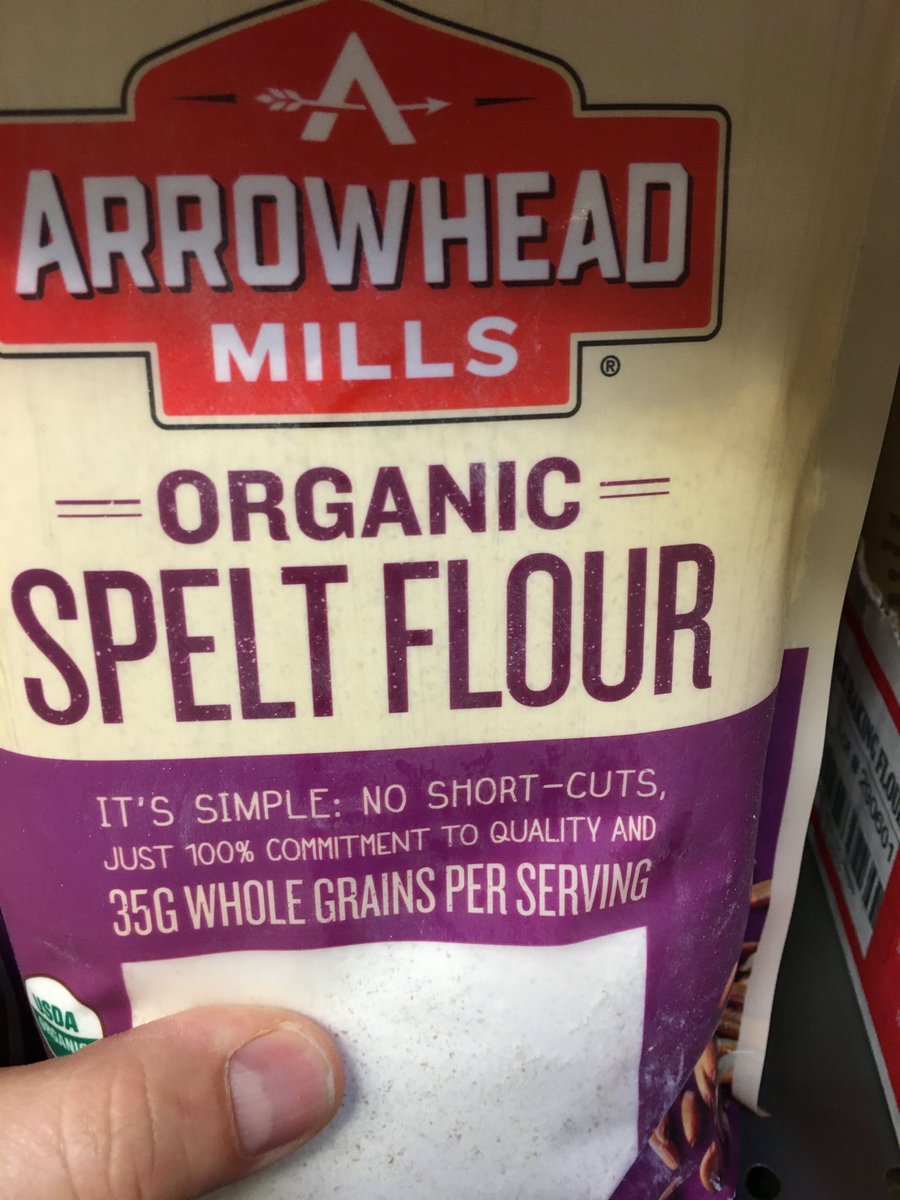 ARROWHEAD
MILLS
®
ORGANIC
SPELT FLOUR
IT'S SIMPLE: NO SHORT-CUTS,
JUST 100% COMMITMENT TO QUALITY AND
35G WHOLE GRAINS PER SERVING
USDA
ORGANIC